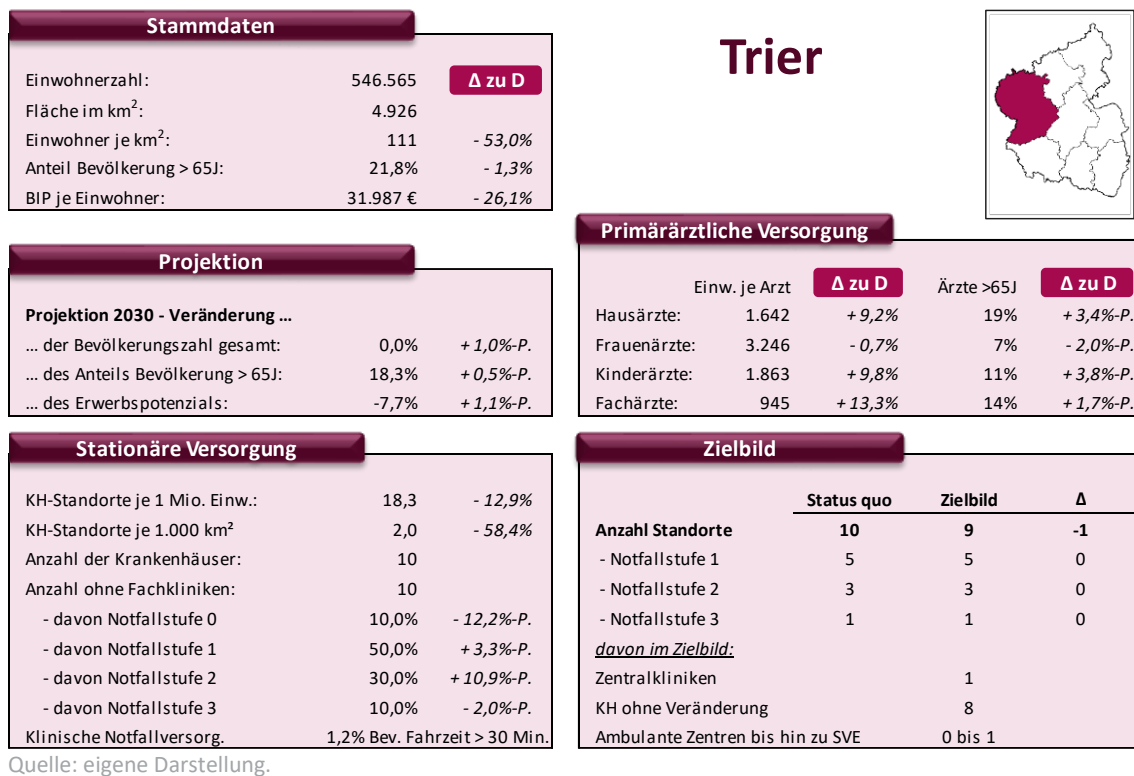 Trier
Stammdaten
Δ zu D
Einwohnerzahl: 546.565
Fläche im km²: 4.926
Einwohner je km²: 111 - 53,0%
Anteil Bevölkerung > 65J: 21,8% - 1,3%
BIP je Einwohner: 31.987 € - 26,1%
Projektion
Projektion 2030 - Veränderung …
… der Bevölkerungszahl gesamt: 0,0% + 1,0%-P.
… des Anteils Bevölkerung > 65J: 18,3% + 0,5%-P.
… des Erwerbspotenzials: -7,7% + 1,1%-P.
Primärärztliche Versorgung
Einw. je Arzt Δ zu D Ärzte >65J Δ zu D
Hausärzte: 1.642 + 9,2% 19% + 3,4%-P.
Frauenärzte: 3.246 - 0,7% 7% - 2,0%-P.
Kinderärzte: 1.863 + 9,8% 11% + 3,8%-P.
Fachärzte: 945 + 13,3% 14% + 1,7%-P.
Stationäre Versorgung
KH-Standorte je 1 Mio. Einw.: 18,3 - 12,9%
KH-Standorte je 1.000 km² 2,0 - 58,4%
Anzahl der Krankenhäuser: 10
Anzahl ohne Fachkliniken: 10
- davon Notfallstufe 0 10,0% - 12,2%-P.
- davon Notfallstufe 1 50,0% + 3,3%-P.
- davon Notfallstufe 2 30,0% + 10,9%-P.
- davon Notfallstufe 3 10,0% - 2,0%-P.
Klinische Notfallversorg. 1,2% Bev. Fahrzeit > 30 Min.
Zielbild
Status quo Zielbild Δ
Anzahl Standorte 10 9 -1
- Notfallstufe 1 5 5 0
- Notfallstufe 2 3 3 0
- Notfallstufe 3 1 1 0
davon im Zielbild:
Zentralkliniken 1
KH ohne Veränderung 8
Ambulante Zentren bis hin zu SVE 0 bis 1
Quelle: eigene Darstellung.